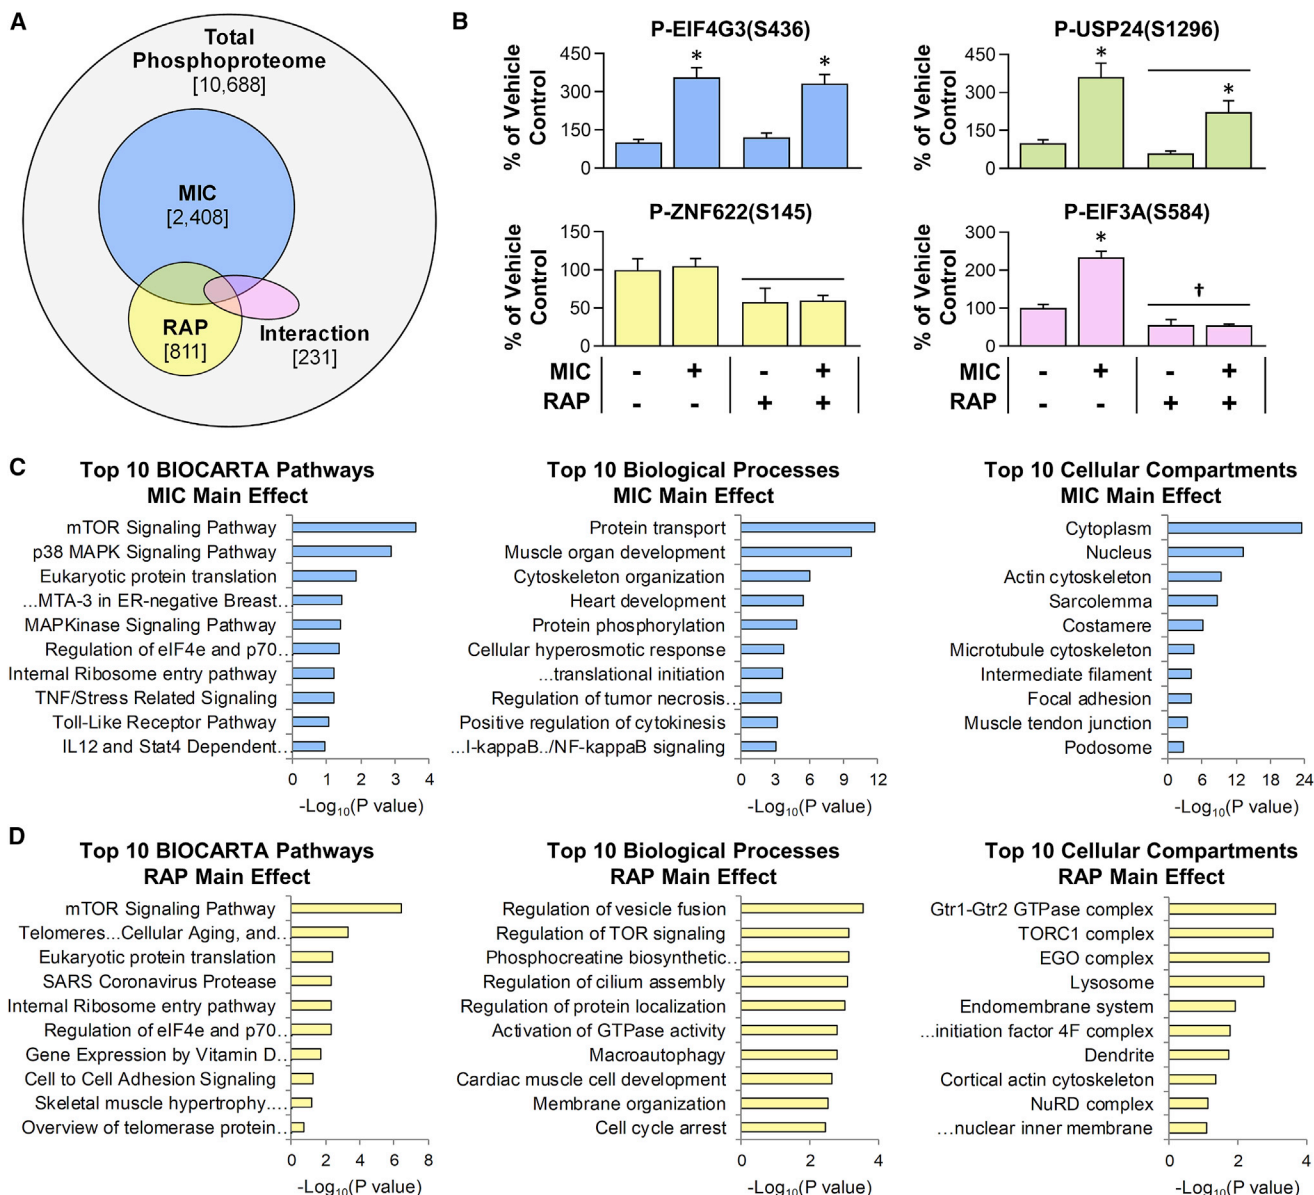 A
Total
Phosphoproteome
[10,688]
MIC
[2,408]
RAP
[811]
Interaction
[231]
B
P-EIF4G3(S436)
% of Vehicle
Control
450
300
150
0
*
*
P-USP24(S1296)
% of Vehicle
Control
450
300
150
0
*
*
P-ZNF622(S145)
% of Vehicle
Control
150
100
50
0
MIC - + - +
RAP - - + +
P-EIF3A(S584)
% of Vehicle
Control
300
200
100
0
*
†
MIC - + - +
RAP - - + +
C
Top 10 BIOCARTA Pathways
MIC Main Effect
mTOR Signaling Pathway
p38 MAPK Signaling Pathway
Eukaryotic protein translation
...MTA-3 in ER-negative Breast...
MAPKinase Signaling Pathway
Regulation of eIF4e and p70...
Internal Ribosome entry pathway
TNF/Stress Related Signaling
Toll-Like Receptor Pathway
IL12 and Stat4 Dependent...
0 1 2 3 4
-Log10(P value)
Top 10 Biological Processes
MIC Main Effect
Protein transport
Muscle organ development
Cytoskeleton organization
Heart development
Protein phosphorylation
Cellular hyperosmotic response
...translational initiation
Regulation of tumor necrosis...
Positive regulation of cytokinesis
...I-kappaB../NF-kappaB signaling
0 3 6 9 12
-Log10(P value)
Top 10 Cellular Compartments
MIC Main Effect
Cytoplasm
Nucleus
Actin cytoskeleton
Sarcolemma
Costamere
Microtubule cytoskeleton
Intermediate filament
Focal adhesion
Muscle tendon junction
Podosome
0 6 12 18 24
-Log10(P value)
D
Top 10 BIOCARTA Pathways
RAP Main Effect
mTOR Signaling Pathway
Telomeres...Cellular Aging, and...
Eukaryotic protein translation
SARS Coronavirus Protease
Internal Ribosome entry pathway
Regulation of eIF4e and p70...
Gene Expression by Vitamin D...
Cell to Cell Adhesion Signaling
Skeletal muscle hypertrophy....
Overview of telomerase protein...
0 2 4 6 8
-Log10(P value)
Top 10 Biological Processes
RAP Main Effect
Regulation of vesicle fusion
Regulation of TOR signaling
Phosphocreatine biosynthetic...
Regulation of cilium assembly
Regulation of protein localization
Activation of GTPase activity
Macroautophagy
Cardiac muscle cell development
Membrane organization
Cell cycle arrest
0 2 4
-Log10(P value)
Top 10 Cellular Compartments
RAP Main Effect
Gtr1-Gtr2 GTPase complex
TORC1 complex
EGO complex
Lysosome
Endomembrane system
...initiation factor 4F complex
Dendrite
Cortical actin cytoskeleton
NuRD complex
...nuclear inner membrane
0 2 4
-Log10(P value)